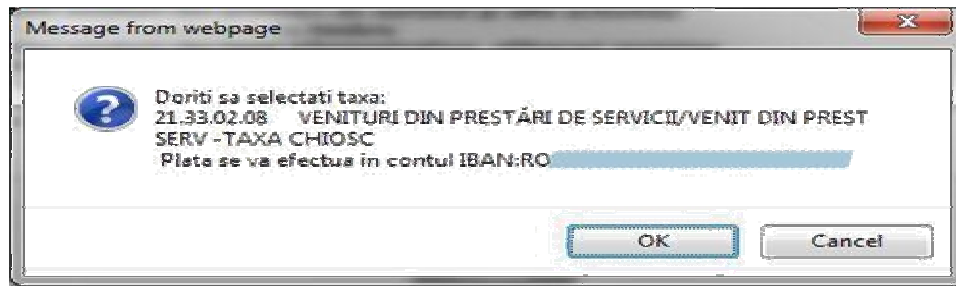 Message from webpage
Doriti sa selectati taxa:
21.33.02.08 VENITURI DIN PRESTĂRI DE SERVICII/VENIT DIN PREST
SERV -TAXA CHIOSC
Plata se va efectua in contul IBAN:RO
OK Cancel